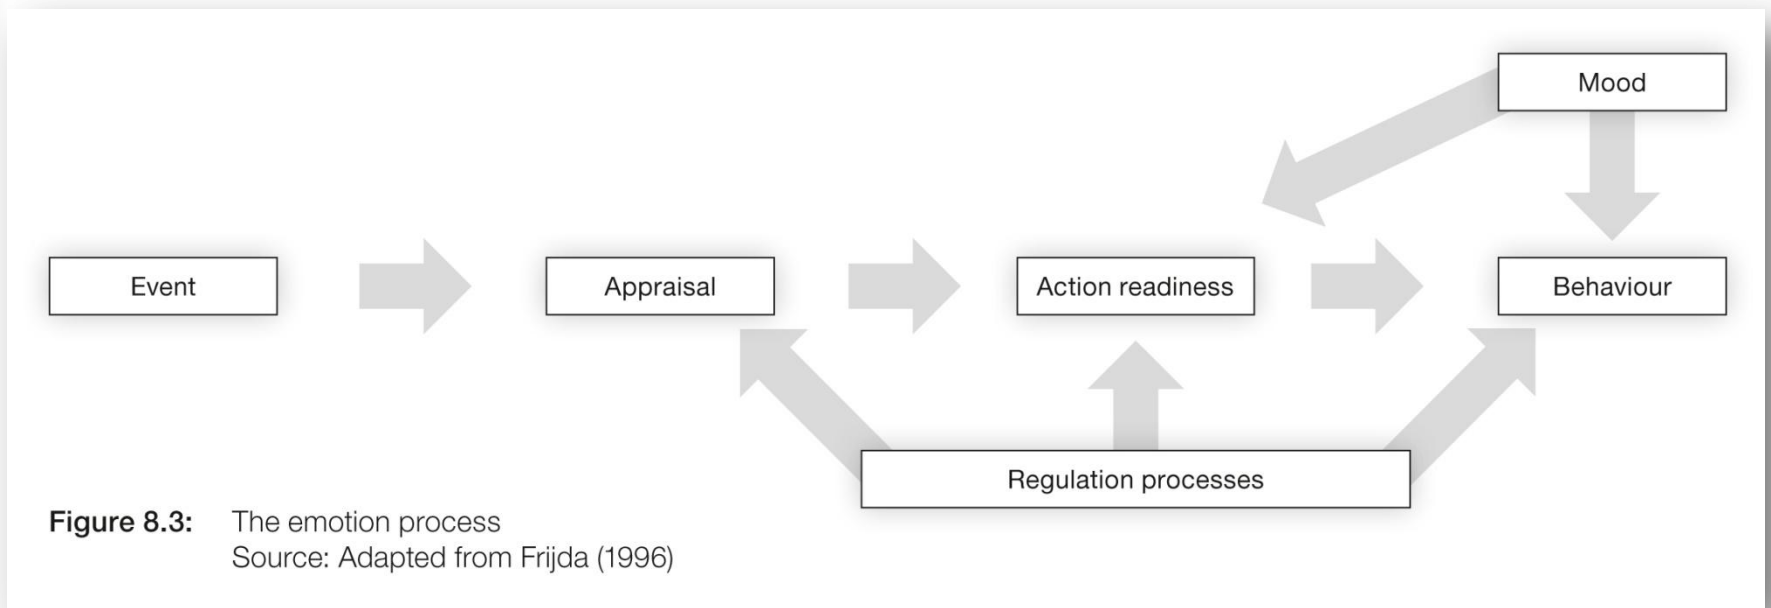 Mood
Event
Appraisal
Action readiness
Behaviour
Regulation processes
Figure 8.3: The emotion process
Source: Adapted from Frijda (1996)